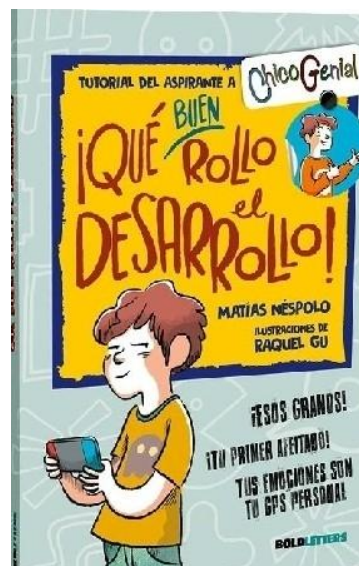 TUTORIAL DEL ASPIRANTE A
ChicoGenial
¡QUÉ BUEN ROLLO
el
DESARROLLO!
MATÍAS NÉSPOLO
ILUSTRACIONES DE
RAQUEL GU
¡ESOS GRANOS!
¡TU PRIMER AFEITADO!
TUS EMOCIONES SON
TU GPS PERSONAL
BOLDLETTERS